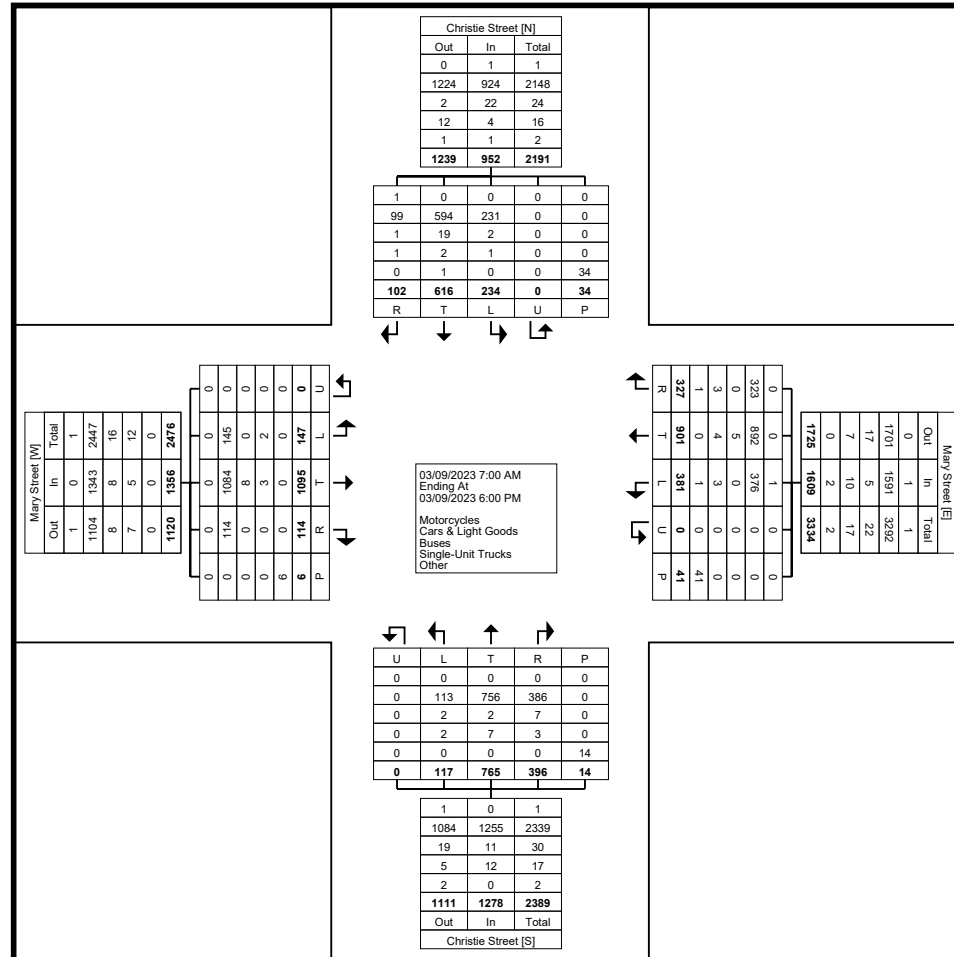 Christie Street [N]
Out In Total
0 1 1
1224 924 2148
2 22 24
12 4 16
1 1 2
1239 952 2191
1 0 0 0 0
99 594 231 0 0
1 19 2 0 0
1 2 1 0 0
0 1 0 0 34
102 616 234 0 34
R T L U P
Mary Street [W]
Total In Out
1 0 1
2447 1343 1104
16 8 8
12 5 7
0 0 0
2476 1356 1120
0 0 0 0 0
0 145 1084 114 0
0 0 8 0 0
0 2 3 0 0
0 0 0 0 6
0 147 1095 114 6
U L T R P
03/09/2023 7:00 AM
Ending At
03/09/2023 6:00 PM
Motorcycles
Cars & Light Goods
Buses
Single-Unit Trucks
Other
Mary Street [E]
Out In Total
0 1 1
1701 1591 3292
17 5 22
7 10 17
0 2 2
1725 1609 3334
0 0 1 0 0
323 892 376 0 0
0 5 0 0 0
3 4 3 0 0
1 0 1 0 41
327 901 381 0 41
R T L U P
U L T R P
0 0 0 0 0
0 113 756 386 0
0 2 2 7 0
0 2 7 3 0
0 0 0 0 14
0 117 765 396 14
1 0 1
1084 1255 2339
19 11 30
5 12 17
2 0 2
1111 1278 2389
Out In Total
Christie Street [S]